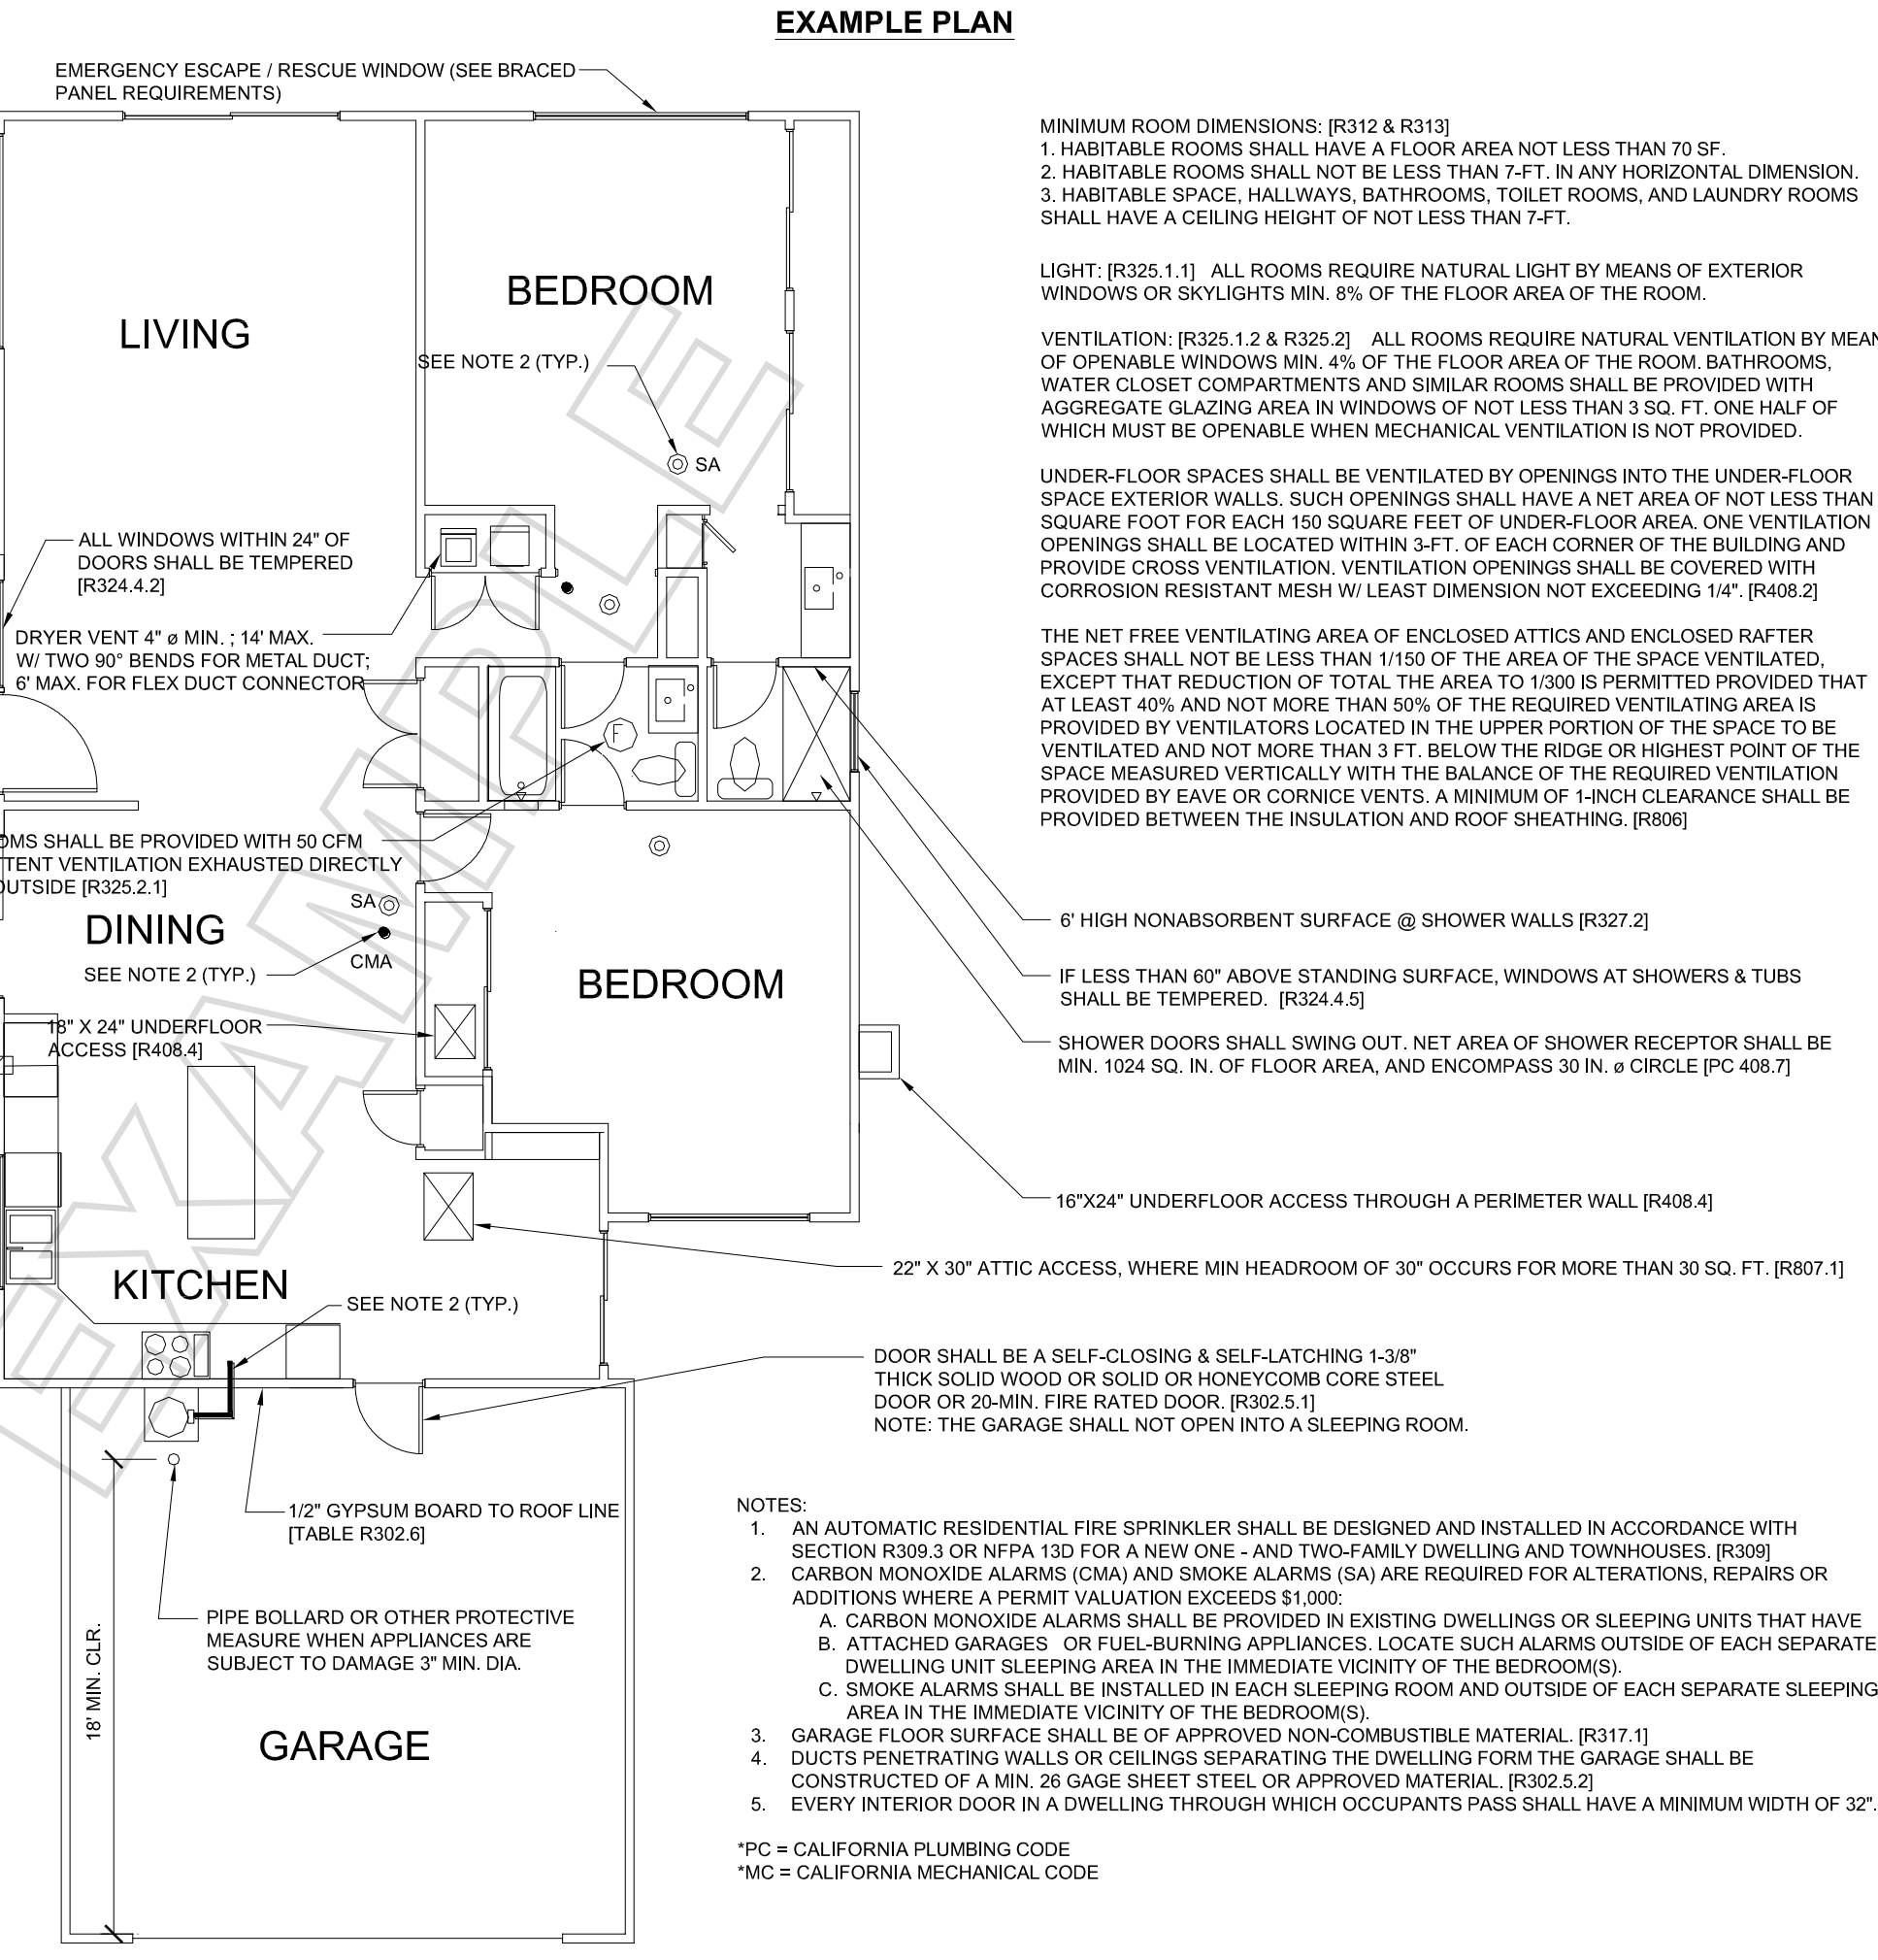 EXAMPLE PLAN
EMERGENCY ESCAPE / RESCUE WINDOW (SEE BRACED
PANEL REQUIREMENTS)
MINIMUM ROOM DIMENSIONS: [R312 & R313]
1. HABITABLE ROOMS SHALL HAVE A FLOOR AREA NOT LESS THAN 70 SF.
2. HABITABLE ROOMS SHALL NOT BE LESS THAN 7-FT. IN ANY HORIZONTAL DIMENSION.
3. HABITABLE SPACE, HALLWAYS, BATHROOMS, TOILET ROOMS, AND LAUNDRY ROOMS
SHALL HAVE A CEILING HEIGHT OF NOT LESS THAN 7-FT.
LIGHT: [R325.1.1] ALL ROOMS REQUIRE NATURAL LIGHT BY MEANS OF EXTERIOR
WINDOWS OR SKYLIGHTS MIN. 8% OF THE FLOOR AREA OF THE ROOM.
VENTILATION: [R325.1.2 & R325.2] ALL ROOMS REQUIRE NATURAL VENTILATION BY MEAN
OF OPENABLE WINDOWS MIN. 4% OF THE FLOOR AREA OF THE ROOM. BATHROOMS,
WATER CLOSET COMPARTMENTS AND SIMILAR ROOMS SHALL BE PROVIDED WITH
AGGREGATE GLAZING AREA IN WINDOWS OF NOT LESS THAN 3 SQ. FT. ONE HALF OF
WHICH MUST BE OPENABLE WHEN MECHANICAL VENTILATION IS NOT PROVIDED.
UNDER-FLOOR SPACES SHALL BE VENTILATED BY OPENINGS INTO THE UNDER-FLOOR
SPACE EXTERIOR WALLS. SUCH OPENINGS SHALL HAVE A NET AREA OF NOT LESS THAN
SQUARE FOOT FOR EACH 150 SQUARE FEET OF UNDER-FLOOR AREA. ONE VENTILATION
OPENINGS SHALL BE LOCATED WITHIN 3-FT. OF EACH CORNER OF THE BUILDING AND
PROVIDE CROSS VENTILATION. VENTILATION OPENINGS SHALL BE COVERED WITH
CORROSION RESISTANT MESH W/ LEAST DIMENSION NOT EXCEEDING 1/4". [R408.2]
THE NET FREE VENTILATING AREA OF ENCLOSED ATTICS AND ENCLOSED RAFTER
SPACES SHALL NOT BE LESS THAN 1/150 OF THE AREA OF THE SPACE VENTILATED,
EXCEPT THAT REDUCTION OF TOTAL THE AREA TO 1/300 IS PERMITTED PROVIDED THAT
AT LEAST 40% AND NOT MORE THAN 50% OF THE REQUIRED VENTILATING AREA IS
PROVIDED BY VENTILATORS LOCATED IN THE UPPER PORTION OF THE SPACE TO BE
VENTILATED AND NOT MORE THAN 3 FT. BELOW THE RIDGE OR HIGHEST POINT OF THE
SPACE MEASURED VERTICALLY WITH THE BALANCE OF THE REQUIRED VENTILATION
PROVIDED BY EAVE OR CORNICE VENTS. A MINIMUM OF 1-INCH CLEARANCE SHALL BE
PROVIDED BETWEEN THE INSULATION AND ROOF SHEATHING. [R806]
LIVING
BEDROOM
SEE NOTE 2 (TYP.)
SA
ALL WINDOWS WITHIN 24" OF
DOORS SHALL BE TEMPERED
[R324.4.2]
DRYER VENT 4" ø MIN. ; 14' MAX.
W/ TWO 90° BENDS FOR METAL DUCT;
6' MAX. FOR FLEX DUCT CONNECTOR
F
OMS SHALL BE PROVIDED WITH 50 CFM
TENT VENTILATION EXHAUSTED DIRECTLY
OUTSIDE [R325.2.1]
SA
DINING
CMA
SEE NOTE 2 (TYP.)
BEDROOM
18" X 24" UNDERFLOOR
ACCESS [R408.4]
6' HIGH NONABSORBENT SURFACE @ SHOWER WALLS [R327.2]
IF LESS THAN 60" ABOVE STANDING SURFACE, WINDOWS AT SHOWERS & TUBS
SHALL BE TEMPERED. [R324.4.5]
SHOWER DOORS SHALL SWING OUT. NET AREA OF SHOWER RECEPTOR SHALL BE
MIN. 1024 SQ. IN. OF FLOOR AREA, AND ENCOMPASS 30 IN. ø CIRCLE [PC 408.7]
16"X24" UNDERFLOOR ACCESS THROUGH A PERIMETER WALL [R408.4]
22" X 30" ATTIC ACCESS, WHERE MIN HEADROOM OF 30" OCCURS FOR MORE THAN 30 SQ. FT. [R807.1]
KITCHEN
SEE NOTE 2 (TYP.)
DOOR SHALL BE A SELF-CLOSING & SELF-LATCHING 1-3/8"
THICK SOLID WOOD OR SOLID OR HONEYCOMB CORE STEEL
DOOR OR 20-MIN. FIRE RATED DOOR. [R302.5.1]
NOTE: THE GARAGE SHALL NOT OPEN INTO A SLEEPING ROOM.
1/2" GYPSUM BOARD TO ROOF LINE
[TABLE R302.6]
PIPE BOLLARD OR OTHER PROTECTIVE
MEASURE WHEN APPLIANCES ARE
SUBJECT TO DAMAGE 3" MIN. DIA.
18' MIN. CLR.
GARAGE
EXAMPLE
NOTES:
1. AN AUTOMATIC RESIDENTIAL FIRE SPRINKLER SHALL BE DESIGNED AND INSTALLED IN ACCORDANCE WITH
SECTION R309.3 OR NFPA 13D FOR A NEW ONE - AND TWO-FAMILY DWELLING AND TOWNHOUSES. [R309]
2. CARBON MONOXIDE ALARMS (CMA) AND SMOKE ALARMS (SA) ARE REQUIRED FOR ALTERATIONS, REPAIRS OR
ADDITIONS WHERE A PERMIT VALUATION EXCEEDS $1,000:
A. CARBON MONOXIDE ALARMS SHALL BE PROVIDED IN EXISTING DWELLINGS OR SLEEPING UNITS THAT HAVE
B. ATTACHED GARAGES OR FUEL-BURNING APPLIANCES. LOCATE SUCH ALARMS OUTSIDE OF EACH SEPARATE
DWELLING UNIT SLEEPING AREA IN THE IMMEDIATE VICINITY OF THE BEDROOM(S).
C. SMOKE ALARMS SHALL BE INSTALLED IN EACH SLEEPING ROOM AND OUTSIDE OF EACH SEPARATE SLEEPING
AREA IN THE IMMEDIATE VICINITY OF THE BEDROOM(S).
3. GARAGE FLOOR SURFACE SHALL BE OF APPROVED NON-COMBUSTIBLE MATERIAL. [R317.1]
4. DUCTS PENETRATING WALLS OR CEILINGS SEPARATING THE DWELLING FORM THE GARAGE SHALL BE
CONSTRUCTED OF A MIN. 26 GAGE SHEET STEEL OR APPROVED MATERIAL. [R302.5.2]
5. EVERY INTERIOR DOOR IN A DWELLING THROUGH WHICH OCCUPANTS PASS SHALL HAVE A MINIMUM WIDTH OF 32".
*PC = CALIFORNIA PLUMBING CODE
*MC = CALIFORNIA MECHANICAL CODE